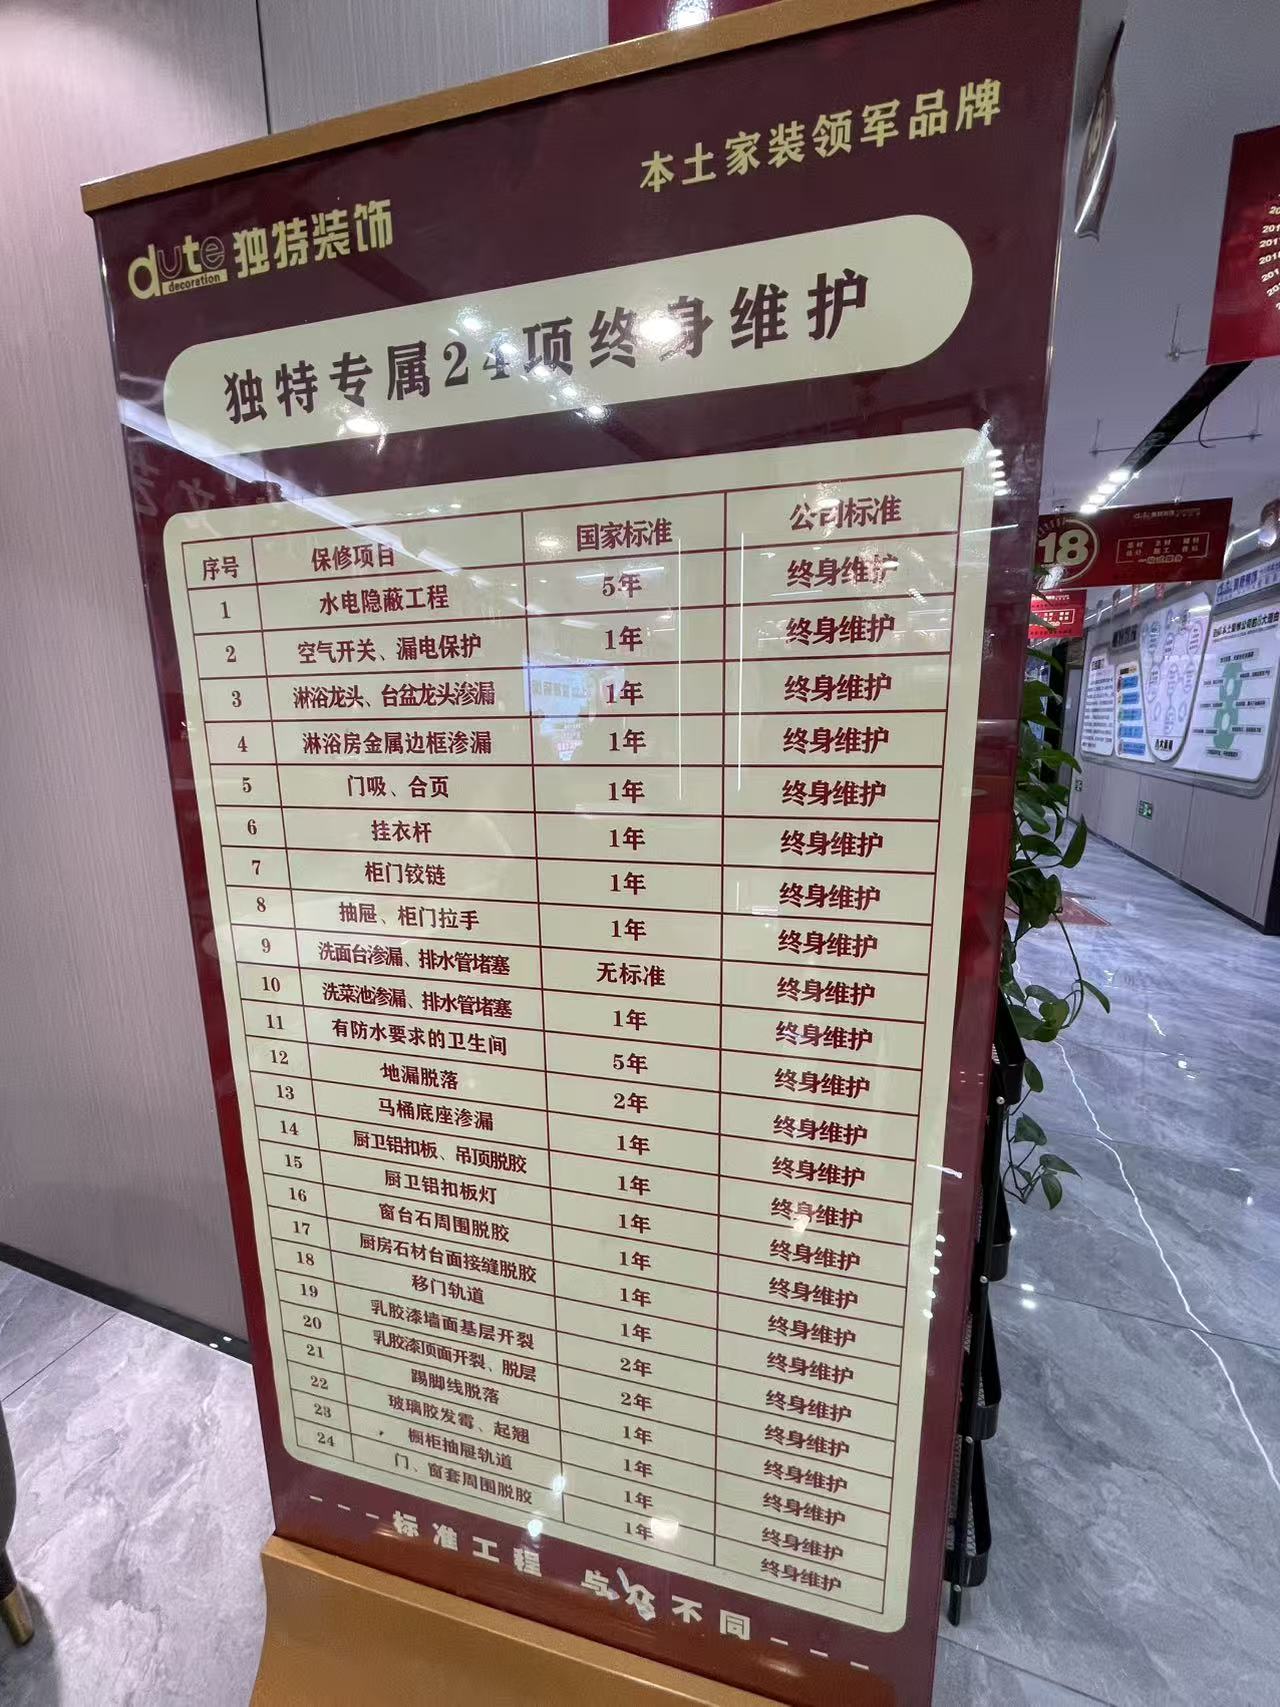 本土家装领军品牌
dute decoration 独特装饰
独特专属24项终身维护
序号 保修项目 国家标准 公司标准
1 水电隐蔽工程 5年 终身维护
2 空气开关、漏电保护 1年 终身维护
3 淋浴龙头、台盆龙头渗漏 1年 终身维护
4 淋浴房金属边框渗漏 1年 终身维护
5 门吸、合页 1年 终身维护
6 挂衣杆 1年 终身维护
7 柜门铰链 1年 终身维护
8 抽屉、柜门拉手 1年 终身维护
9 洗面台渗漏、排水管堵塞 无标准 终身维护
10 洗菜池渗漏、排水管堵塞 1年 终身维护
11 有防水要求的卫生间 5年 终身维护
12 地漏脱落 2年 终身维护
13 马桶底座渗漏 1年 终身维护
14 厨卫铝扣板、吊顶脱胶 1年 终身维护
15 厨卫铝扣板灯 1年 终身维护
16 窗台石周围脱胶 1年 终身维护
17 厨房石材台面接缝脱胶 1年 终身维护
18 移门轨道 1年 终身维护
19 乳胶漆墙面基层开裂 2年 终身维护
20 乳胶漆顶面开裂、脱层 2年 终身维护
21 踢脚线脱落 1年 终身维护
22 玻璃胶发霉、起翘 1年 终身维护
23 橱柜抽屉轨道 1年 终身维护
24 门、窗套周围脱胶 1年 终身维护
标准工程 与众不同
18